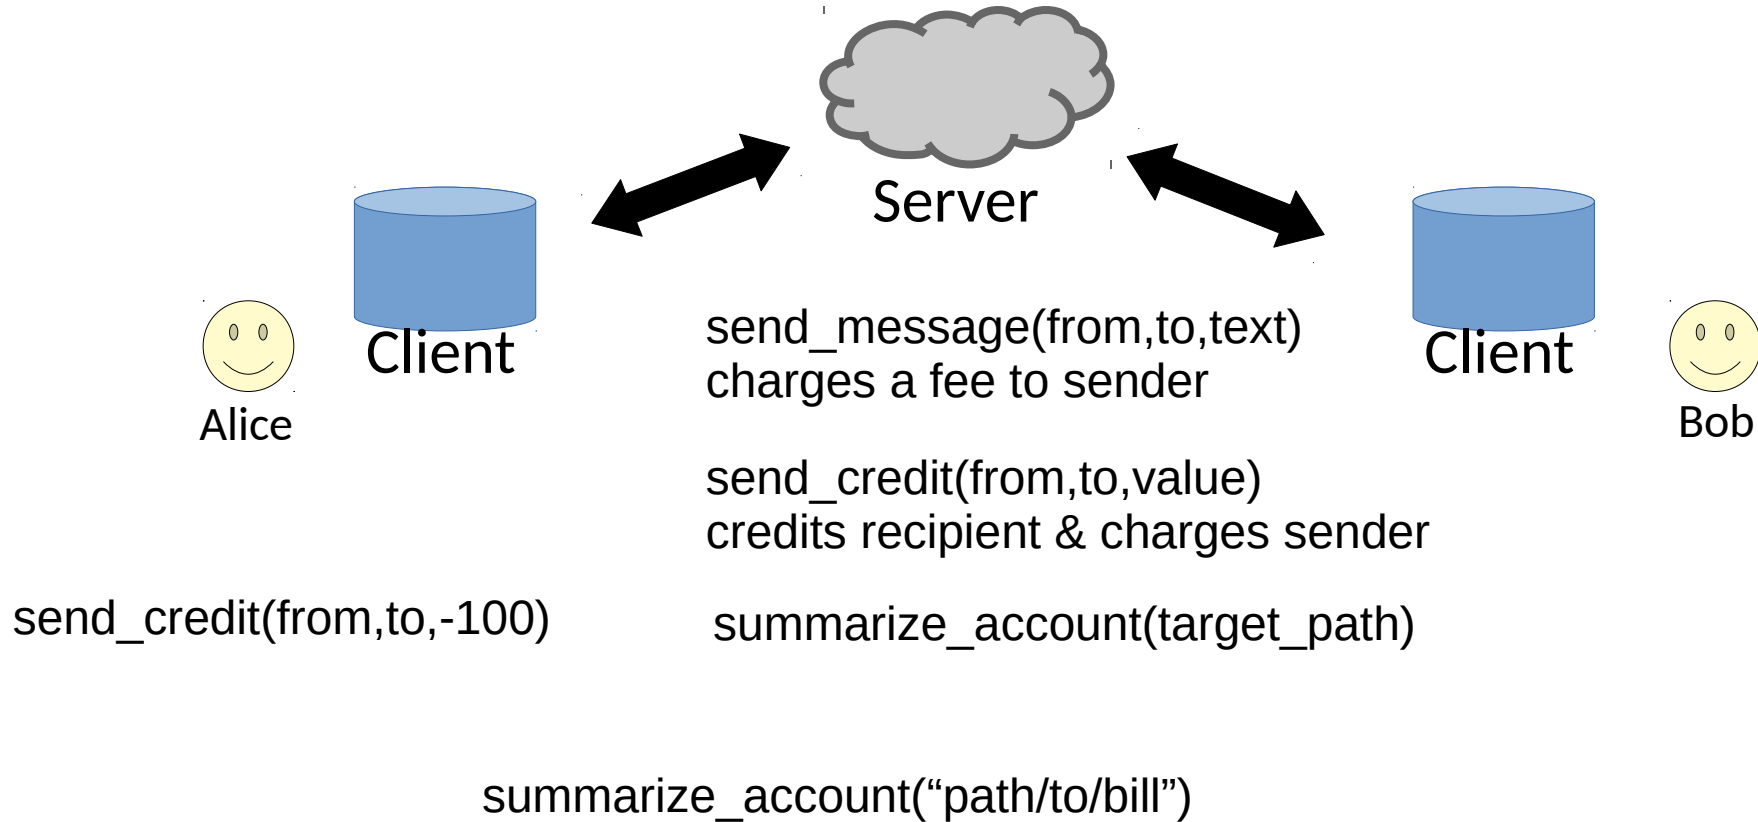 Server
Client
Client
Alice
Bob
send_message(from,to,text)
charges a fee to sender
send_credit(from,to,value)
credits recipient & charges sender
send_credit(from,to,-100)
summarize_account(target_path)
summarize_account(“path/to/bill”)